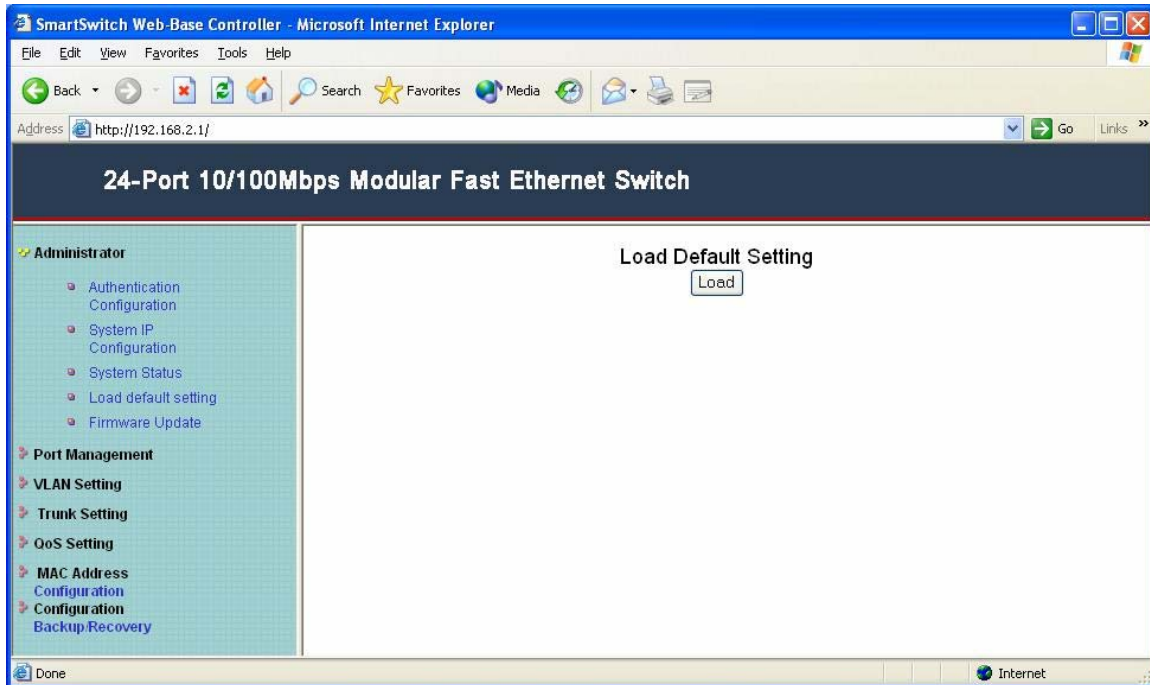 SmartSwitch Web-Base Controller - Microsoft Internet Explorer
File Edit View Favorites Tools Help
Back Search Favorites Media
Address http://192.168.2.1/ Go Links »
24-Port 10/100Mbps Modular Fast Ethernet Switch
Administrator
Authentication
Configuration
System IP
Configuration
System Status
Load default setting
Firmware Update
Port Management
VLAN Setting
Trunk Setting
QoS Setting
MAC Address
Configuration
Configuration
Backup/Recovery
Load Default Setting
Load
Done Internet